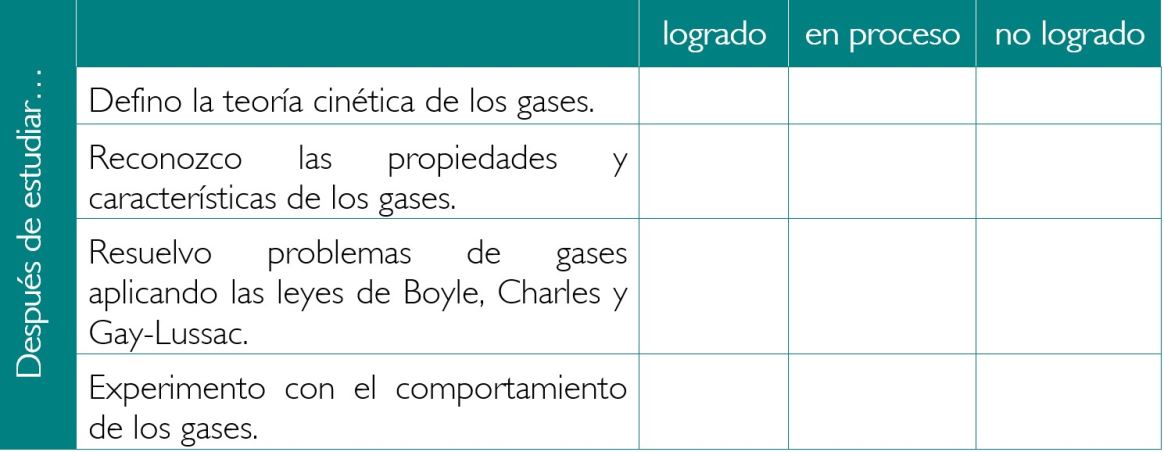 logrado en proceso no logrado
Después de estudiar…
Defino la teoría cinética de los gases.
Reconozco las propiedades y
características de los gases.
Resuelvo problemas de gases
aplicando las leyes de Boyle, Charles y
Gay-Lussac.
Experimento con el comportamiento
de los gases.